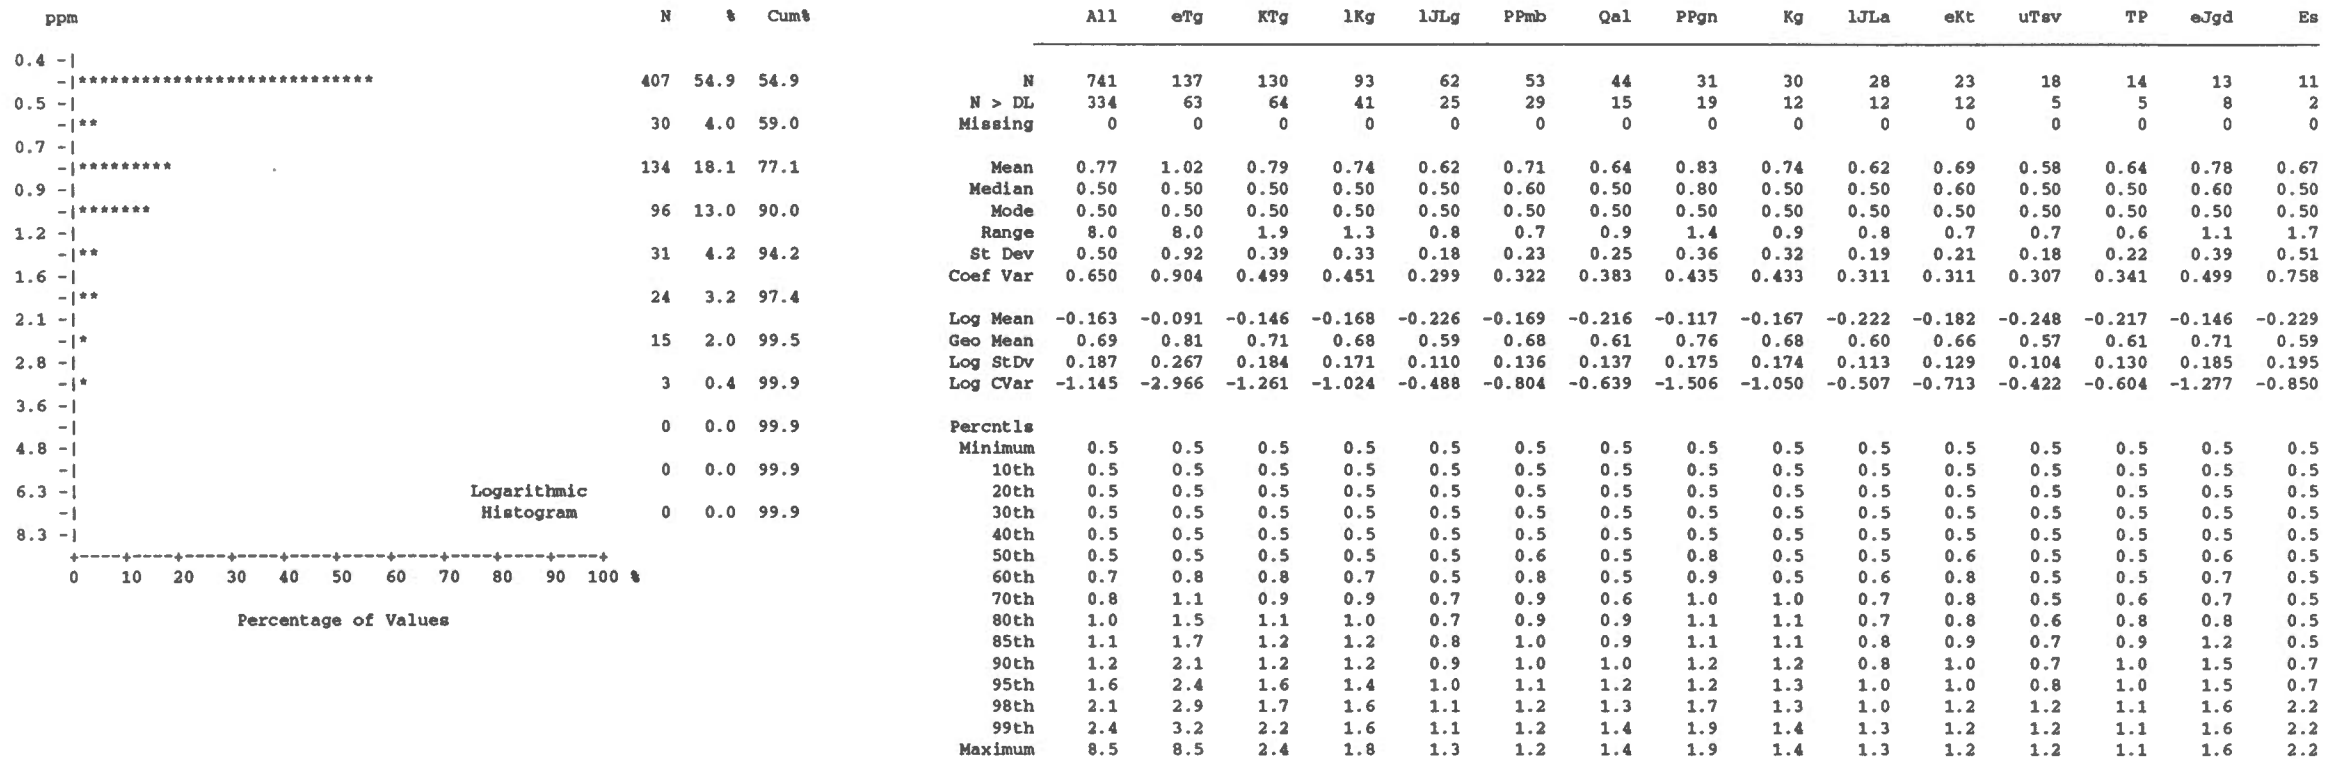 ppm N % Cum% All eTg KTg lKg lJLg PPmb Qal PPgn Kg lJLa eKt uTsv TP eJgd Es
0.4 -|
-|**************************** 407 54.9 54.9 N 741 137 130 93 62 53 44 31 30 28 23 18 14 13 11
0.5 -| N > DL 334 63 64 41 25 29 15 19 12 12 12 5 5 8 2
-|** 30 4.0 59.0 Missing 0 0 0 0 0 0 0 0 0 0 0 0 0 0 0
0.7 -|
-|********* 134 18.1 77.1 Mean 0.77 1.02 0.79 0.74 0.62 0.71 0.64 0.83 0.74 0.62 0.69 0.58 0.64 0.78 0.67
0.9 -| Median 0.50 0.50 0.50 0.50 0.50 0.60 0.50 0.80 0.50 0.50 0.60 0.50 0.50 0.60 0.50
-|******* 96 13.0 90.0 Mode 0.50 0.50 0.50 0.50 0.50 0.50 0.50 0.50 0.50 0.50 0.50 0.50 0.50 0.50 0.50
1.2 -| Range 8.0 8.0 1.9 1.3 0.8 0.7 0.9 1.4 0.9 0.8 0.7 0.7 0.6 1.1 1.7
-|** 31 4.2 94.2 St Dev 0.50 0.92 0.39 0.33 0.18 0.23 0.25 0.36 0.32 0.19 0.21 0.18 0.22 0.39 0.51
1.6 -| Coef Var 0.650 0.904 0.499 0.451 0.299 0.322 0.383 0.435 0.433 0.311 0.311 0.307 0.341 0.499 0.758
-|** 24 3.2 97.4
2.1 -| Log Mean -0.163 -0.091 -0.146 -0.168 -0.226 -0.169 -0.216 -0.117 -0.167 -0.222 -0.182 -0.248 -0.217 -0.146 -0.229
-|* 15 2.0 99.5 Geo Mean 0.69 0.81 0.71 0.68 0.59 0.68 0.61 0.76 0.68 0.60 0.66 0.57 0.61 0.71 0.59
2.8 -| Log StDv 0.187 0.267 0.184 0.171 0.110 0.136 0.137 0.175 0.174 0.113 0.129 0.104 0.130 0.185 0.195
-|* 3 0.4 99.9 Log CVar -1.145 -2.966 -1.261 -1.024 -0.488 -0.804 -0.639 -1.506 -1.050 -0.507 -0.713 -0.422 -0.604 -1.277 -0.850
3.6 -|
-| 0 0.0 99.9 Percntls
4.8 -| Minimum 0.5 0.5 0.5 0.5 0.5 0.5 0.5 0.5 0.5 0.5 0.5 0.5 0.5 0.5 0.5
-| 0 0.0 99.9 10th 0.5 0.5 0.5 0.5 0.5 0.5 0.5 0.5 0.5 0.5 0.5 0.5 0.5 0.5 0.5
6.3 -| Logarithmic 20th 0.5 0.5 0.5 0.5 0.5 0.5 0.5 0.5 0.5 0.5 0.5 0.5 0.5 0.5 0.5
-| Histogram 0 0.0 99.9 30th 0.5 0.5 0.5 0.5 0.5 0.5 0.5 0.5 0.5 0.5 0.5 0.5 0.5 0.5 0.5
8.3 -| 40th 0.5 0.5 0.5 0.5 0.5 0.5 0.5 0.5 0.5 0.5 0.5 0.5 0.5 0.5 0.5
+----+----+----+----+----+----+----+----+----+----+ 50th 0.5 0.5 0.5 0.5 0.5 0.6 0.5 0.8 0.5 0.5 0.6 0.5 0.5 0.6 0.5
0 10 20 30 40 50 60 70 80 90 100 % 60th 0.7 0.8 0.8 0.7 0.5 0.8 0.5 0.9 0.5 0.6 0.8 0.5 0.5 0.7 0.5
70th 0.8 1.1 0.9 0.9 0.7 0.9 0.6 1.0 1.0 0.7 0.8 0.5 0.6 0.7 0.5
Percentage of Values 80th 1.0 1.5 1.1 1.0 0.7 0.9 0.9 1.1 1.1 0.7 0.8 0.6 0.8 0.8 0.5
85th 1.1 1.7 1.2 1.2 0.8 1.0 0.9 1.1 1.1 0.8 0.9 0.7 0.9 1.2 0.5
90th 1.2 2.1 1.2 1.2 0.9 1.0 1.0 1.2 1.2 0.8 1.0 0.7 1.0 1.5 0.7
95th 1.6 2.4 1.6 1.4 1.0 1.1 1.2 1.2 1.3 1.0 1.0 0.8 1.0 1.5 0.7
98th 2.1 2.9 1.7 1.6 1.1 1.2 1.3 1.7 1.3 1.0 1.2 1.2 1.1 1.6 2.2
99th 2.4 3.2 2.2 1.6 1.1 1.2 1.4 1.9 1.4 1.3 1.2 1.2 1.1 1.6 2.2
Maximum 8.5 8.5 2.4 1.8 1.3 1.2 1.4 1.9 1.4 1.3 1.2 1.2 1.1 1.6 2.2